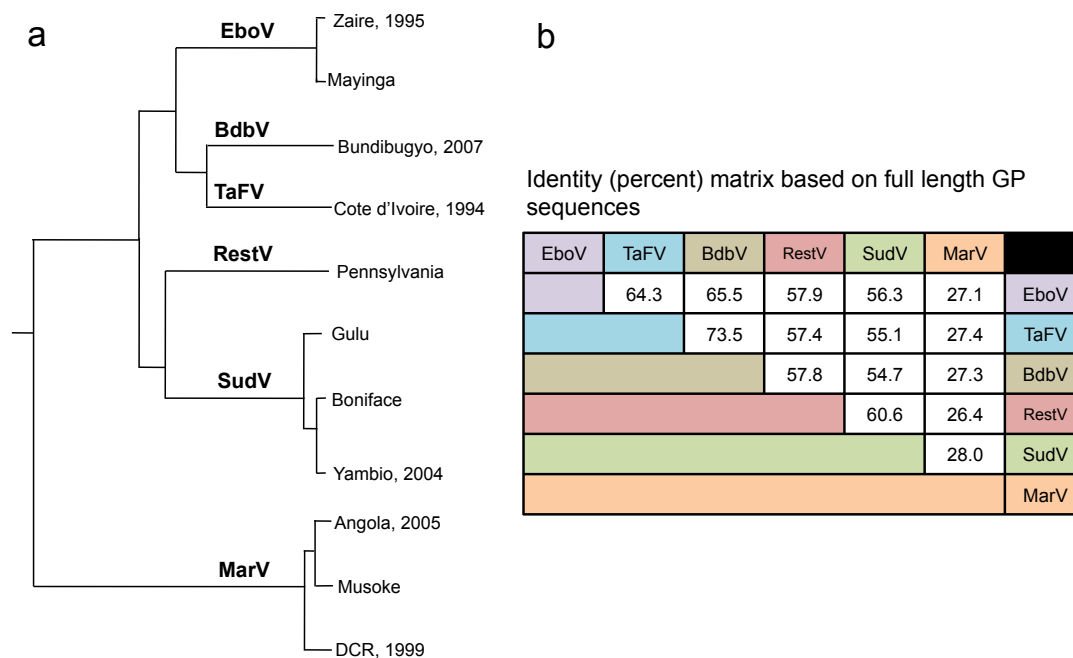 a
EboV
Zaire, 1995
Mayinga
BdbV
Bundibugyo, 2007
TaFV
Cote d'Ivoire, 1994
RestV
Pennsylvania
Gulu
SudV
Boniface
Yambio, 2004
Angola, 2005
MarV
Musoke
DCR, 1999
b
Identity (percent) matrix based on full length GP
sequences
EboV TaFV BdbV RestV SudV MarV
64.3 65.5 57.9 56.3 27.1 EboV
73.5 57.4 55.1 27.4 TaFV
57.8 54.7 27.3 BdbV
60.6 26.4 RestV
28.0 SudV
MarV